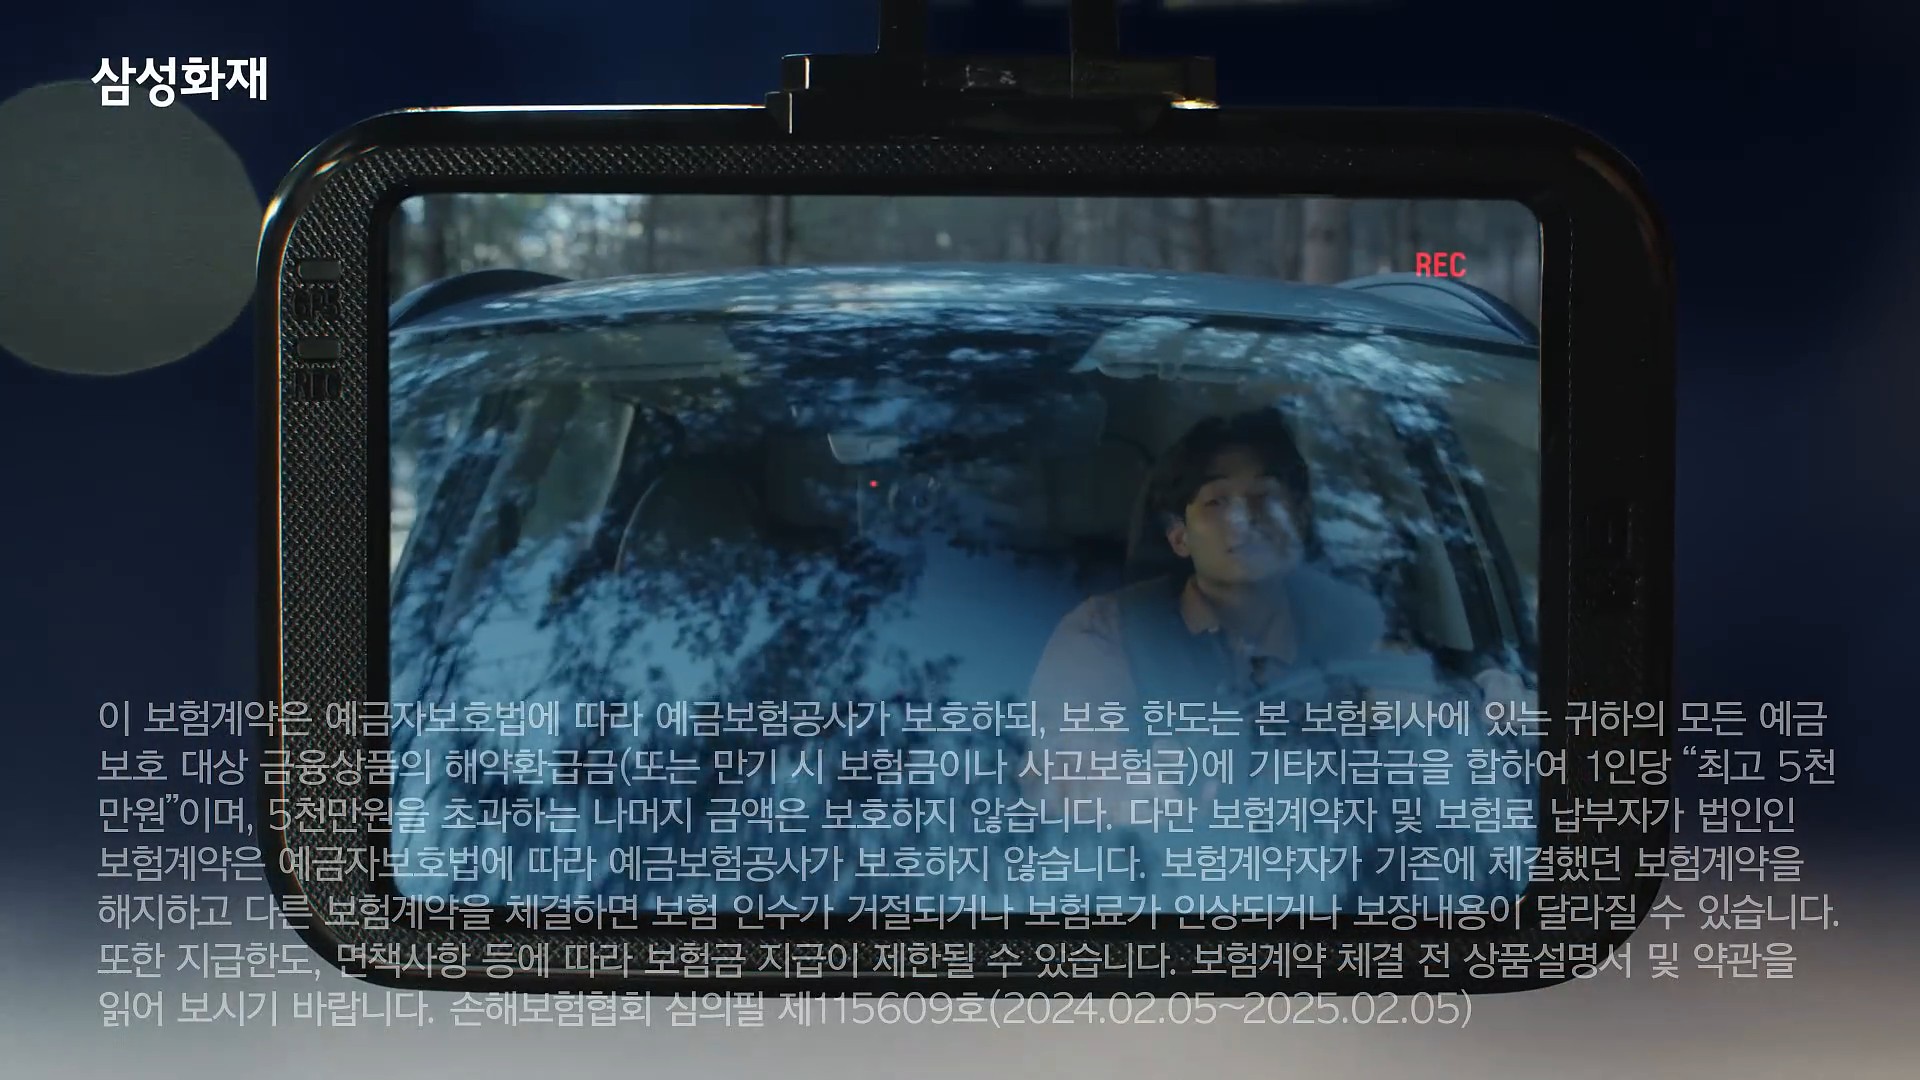 삼성화재
REC
GPS
REC
이 보험계약은 예금자보호법에 따라 예금보험공사가 보호하되, 보호 한도는 본 보험회사에 있는 귀하의 모든 예금
보호 대상 금융상품의 해약환급금(또는 만기 시 보험금이나 사고보험금)에 기타지급금을 합하여 1인당 “최고 5천
만원”이며, 5천만원을 초과하는 나머지 금액은 보호하지 않습니다. 다만 보험계약자 및 보험료 납부자가 법인인
보험계약은 예금자보호법에 따라 예금보험공사가 보호하지 않습니다. 보험계약자가 기존에 체결했던 보험계약을
해지하고 다른 보험계약을 체결하면 보험 인수가 거절되거나 보험료가 인상되거나 보장내용이 달라질 수 있습니다.
또한 지급한도, 면책사항 등에 따라 보험금 지급이 제한될 수 있습니다. 보험계약 체결 전 상품설명서 및 약관을
읽어 보시기 바랍니다. 손해보험협회 심의필 제115609호(2024.02.05~2025.02.05)